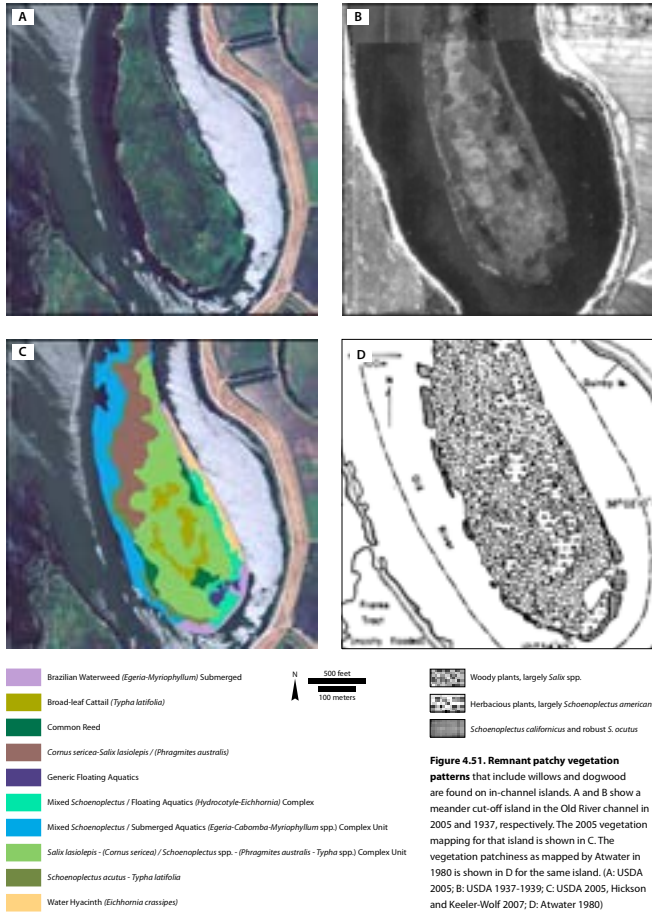 A
B
C
D
N
Old
River
Franks
Tract
Brazilian Waterweed (Egeria-Myriophyllum) Submerged
Broad-leaf Cattail (Typha latifolia)
Common Reed
Cornus sericea-Salix lasiolepis / (Phragmites australis)
Generic Floating Aquatics
Mixed Schoenoplectus / Floating Aquatics (Hydrocotyle-Eichhornia) Complex
Mixed Schoenoplectus / Submerged Aquatics (Egeria-Cabomba-Myriophyllum spp.) Complex Unit
Salix lasiolepis - (Cornus sericea) / Schoenoplectus spp. - (Phragmites australis - Typha spp.) Complex Unit
Schoenoplectus acutus - Typha latifolia
Water Hyacinth (Eichhornia crassipes)
N
500 feet
100 meters
Woody plants, largely Salix spp.
Herbacious plants, largely Schoenoplectus american
Schoenoplectus californicus and robust S. acutus
Figure 4.51. Remnant patchy vegetation
patterns that include willows and dogwood
are found on in-channel islands. A and B show a
meander cut-off island in the Old River channel in
2005 and 1937, respectively. The 2005 vegetation
mapping for that island is shown in C. The
vegetation patchiness as mapped by Atwater in
1980 is shown in D for the same island. (A: USDA
2005; B: USDA 1937-1939; C: USDA 2005, Hickson
and Keeler-Wolf 2007; D: Atwater 1980)